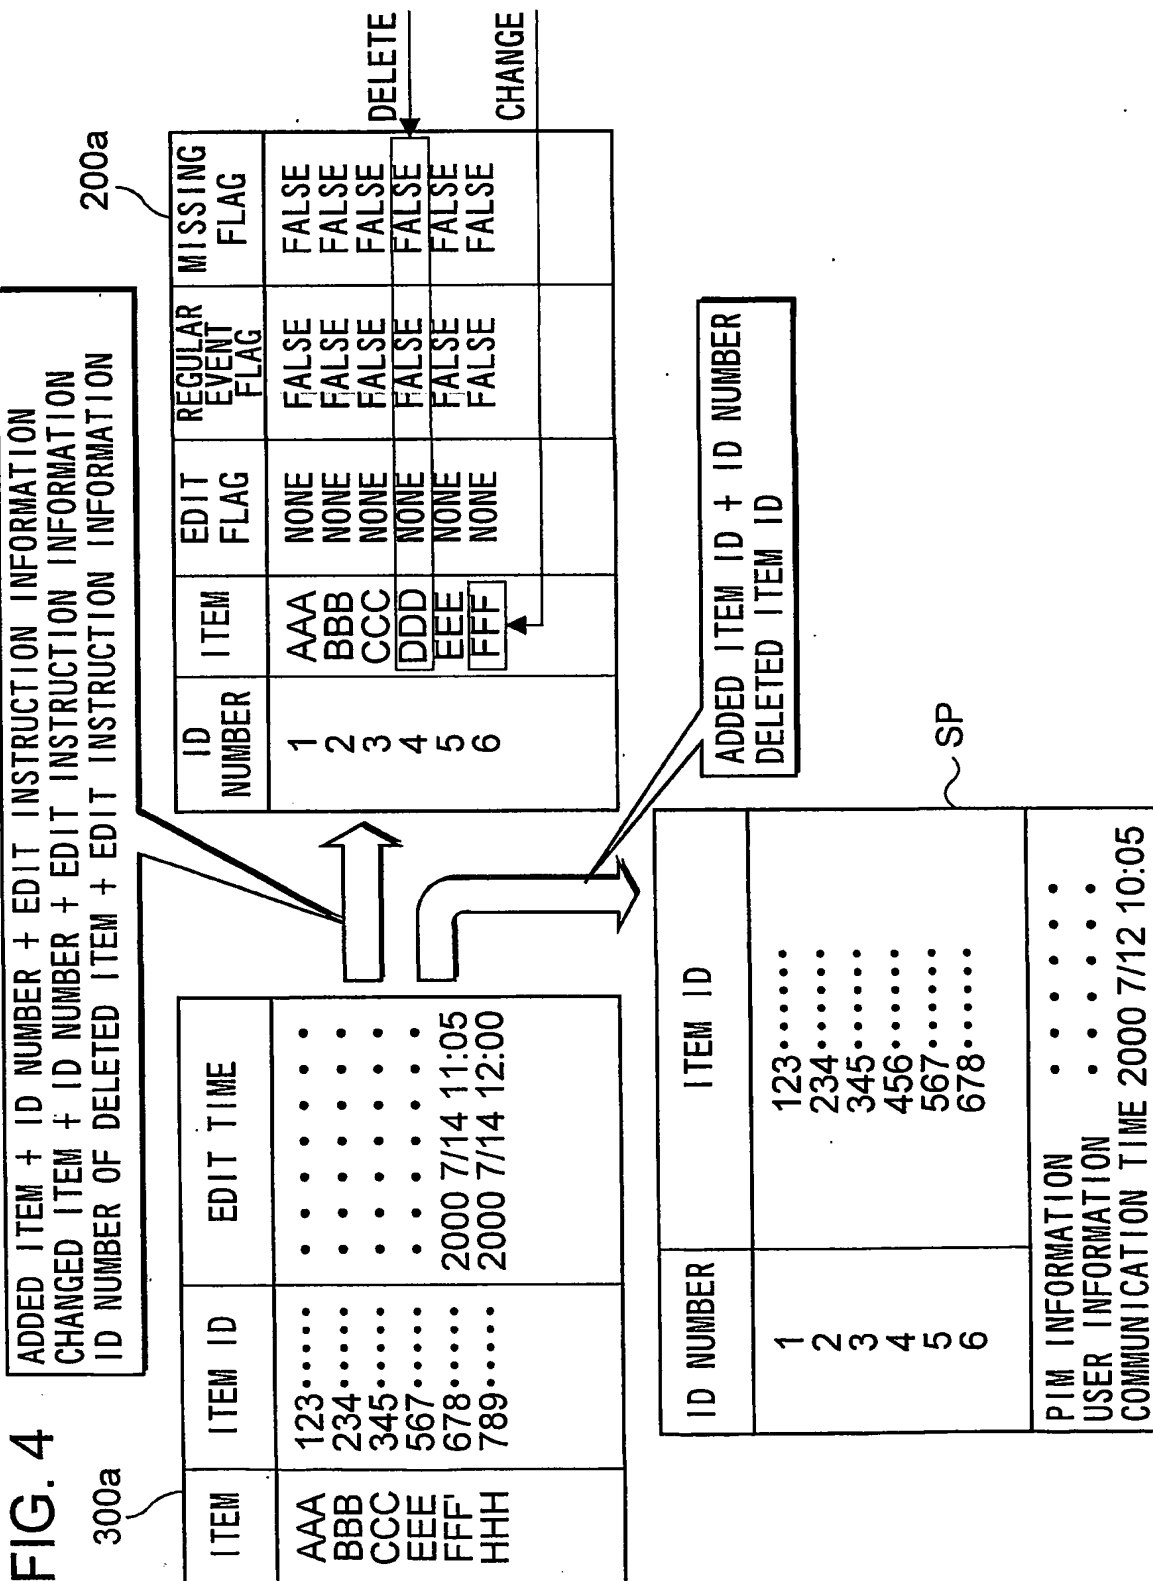 FIG. 4
ADDED ITEM + ID NUMBER + EDIT INSTRUCTION INFORMATION
CHANGED ITEM + ID NUMBER + EDIT INSTRUCTION INFORMATION
ID NUMBER OF DELETED ITEM + EDIT INSTRUCTION INFORMATION
300a
ITEM ITEM ID EDIT TIME
AAA 123······ ······
BBB 234······ ······
CCC 345······ ······
EEE 567······ ······
FFF' 678······ 2000 7/14 11:05
HHH 789······ 2000 7/14 12:00
200a
ID NUMBER ITEM EDIT FLAG REGULAR EVENT FLAG MISSING FLAG
1 AAA NONE FALSE FALSE
2 BBB NONE FALSE FALSE
3 CCC NONE FALSE FALSE
4 DDD NONE FALSE FALSE
5 EEE NONE FALSE FALSE
6 FFF NONE FALSE FALSE
DELETE
CHANGE
ADDED ITEM ID + ID NUMBER
DELETED ITEM ID
SP
ID NUMBER ITEM ID
1 123·······
2 234·······
3 345·······
4 456·······
5 567·······
6 678·······
PIM INFORMATION ······
USER INFORMATION ······
COMMUNICATION TIME 2000 7/12 10:05